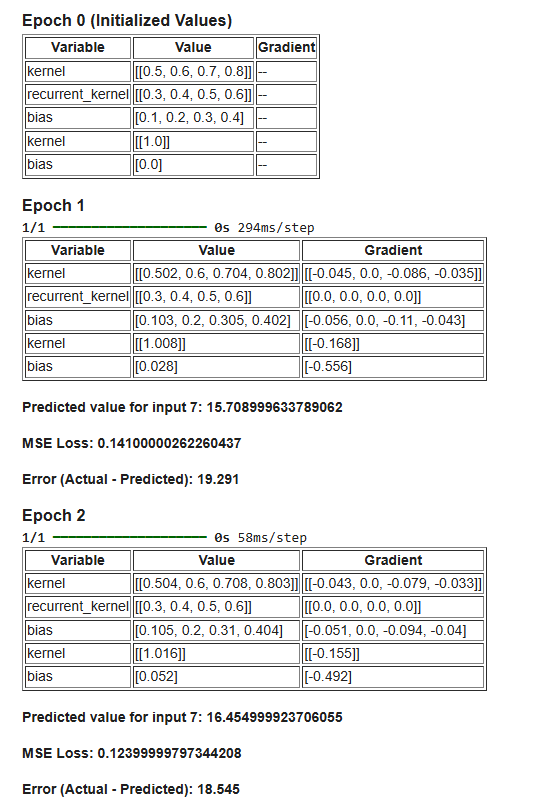 Epoch 0 (Initialized Values)
Variable Value Gradient
kernel [[0.5, 0.6, 0.7, 0.8]] --
recurrent_kernel [[0.3, 0.4, 0.5, 0.6]] --
bias [0.1, 0.2, 0.3, 0.4] --
kernel [[1.0]] --
bias [0.0] --
Epoch 1
1/1 ━━━━━━━━━━━━━━━━━━━━ 0s 294ms/step
Variable Value Gradient
kernel [[0.502, 0.6, 0.704, 0.802]] [[-0.045, 0.0, -0.086, -0.035]]
recurrent_kernel [[0.3, 0.4, 0.5, 0.6]] [[0.0, 0.0, 0.0, 0.0]]
bias [0.103, 0.2, 0.305, 0.402] [-0.056, 0.0, -0.11, -0.043]
kernel [[1.008]] [[-0.168]]
bias [0.028] [-0.556]
Predicted value for input 7: 15.708999633789062
MSE Loss: 0.14100000262260437
Error (Actual - Predicted): 19.291
Epoch 2
1/1 ━━━━━━━━━━━━━━━━━━━━ 0s 58ms/step
Variable Value Gradient
kernel [[0.504, 0.6, 0.708, 0.803]] [[-0.043, 0.0, -0.079, -0.033]]
recurrent_kernel [[0.3, 0.4, 0.5, 0.6]] [[0.0, 0.0, 0.0, 0.0]]
bias [0.105, 0.2, 0.31, 0.404] [-0.051, 0.0, -0.094, -0.04]
kernel [[1.016]] [[-0.155]]
bias [0.052] [-0.492]
Predicted value for input 7: 16.454999923706055
MSE Loss: 0.12399999797344208
Error (Actual - Predicted): 18.545